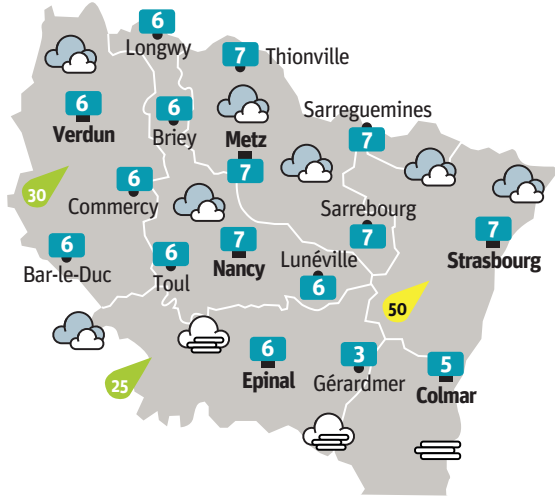 6
Longwy
7
Thionville
6
Verdun
6
Briey
Metz
7
Sarreguemines
7
30
6
Commercy
Sarrebourg
7
7
Strasbourg
6
Bar-le-Duc
Toul
6
7
Nancy
Lunéville
6
50
25
6
Epinal
3
Gérardmer
5
Colmar